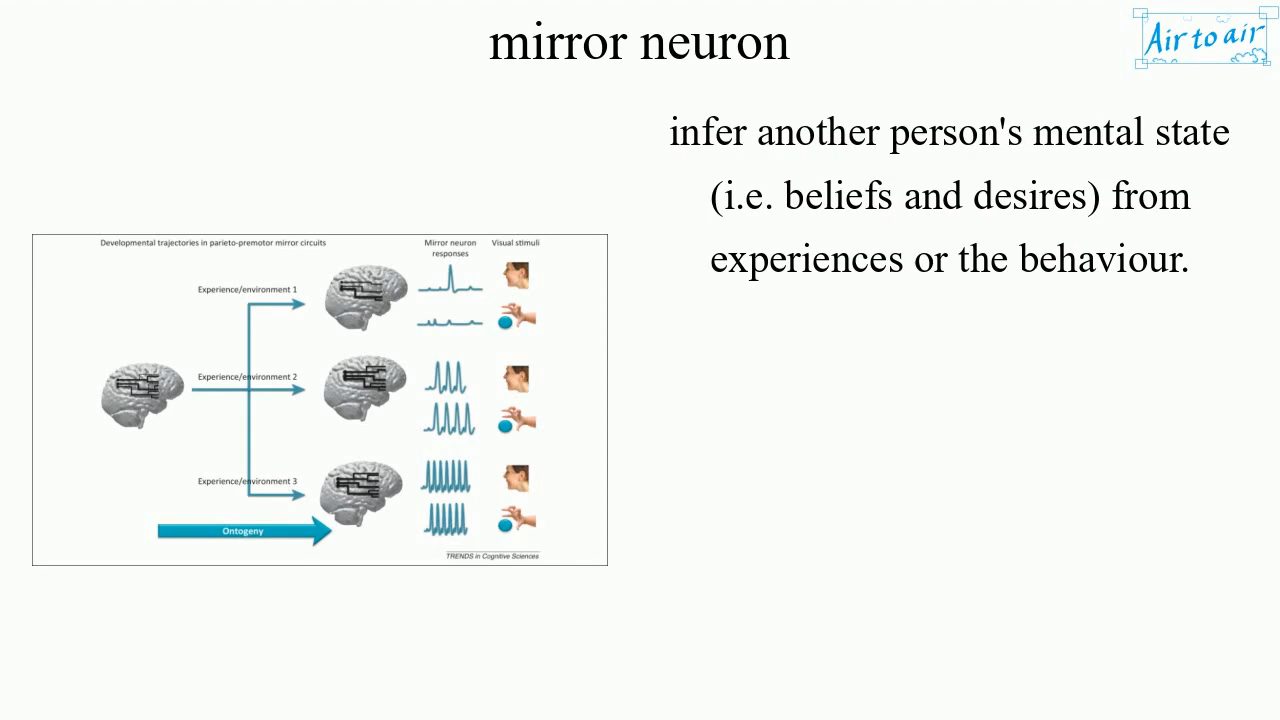 mirror neuron
Air to air
infer another person's mental state
(i.e. beliefs and desires) from
experiences or the behaviour.
Developmental trajectories in parieto-premotor mirror circuits
Mirror neuron
responses
Visual stimuli
Experience/environment 1
Experience/environment 2
Experience/environment 3
Ontogeny
TRENDS in Cognitive Sciences